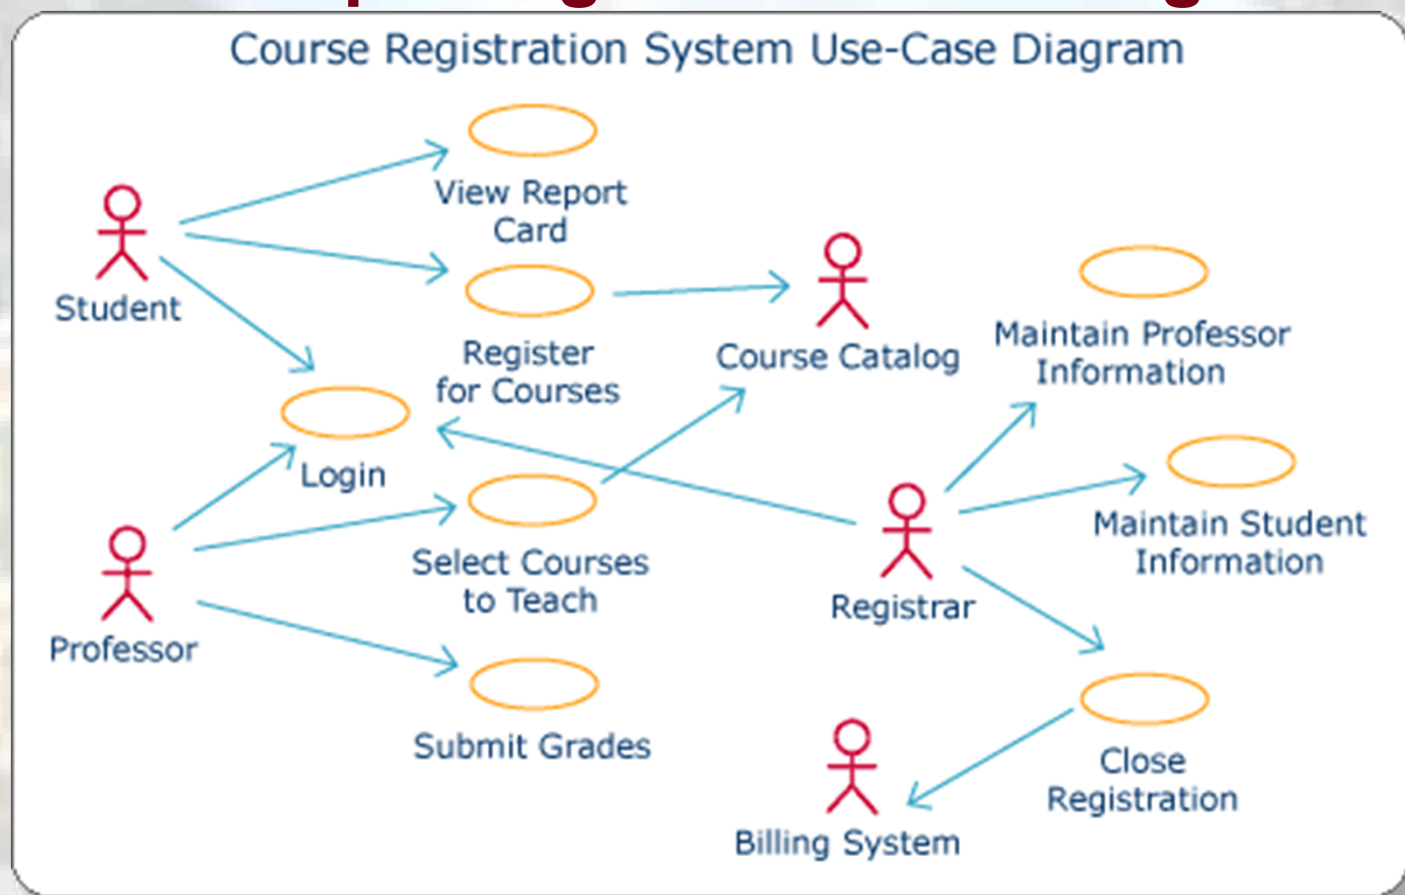 Course Registration System Use-Case Diagram
View Report
Card
Student
Register
for Courses
Course Catalog
Maintain Professor
Information
Login
Select Courses
to Teach
Maintain Student
Information
Registrar
Professor
Submit Grades
Close
Registration
Billing System